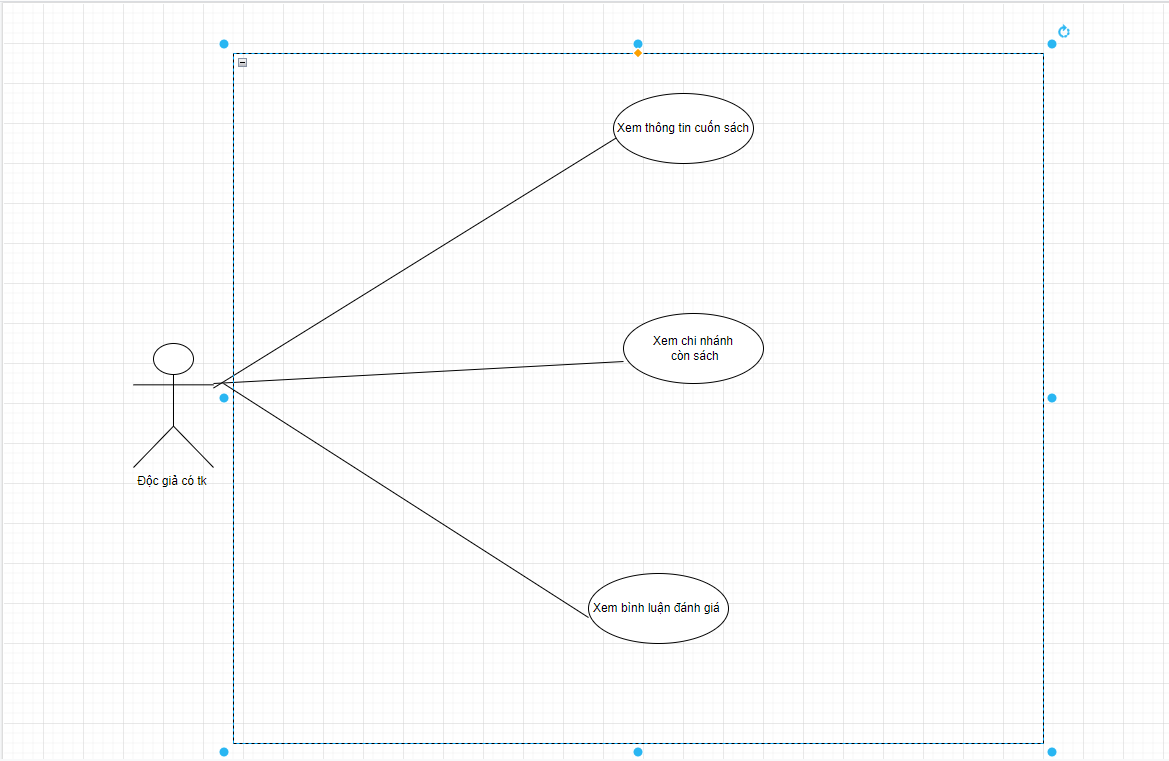 Xem thông tin cuốn sách
Xem chi nhánh
còn sách
Độc giả có tk
Xem bình luận đánh giá